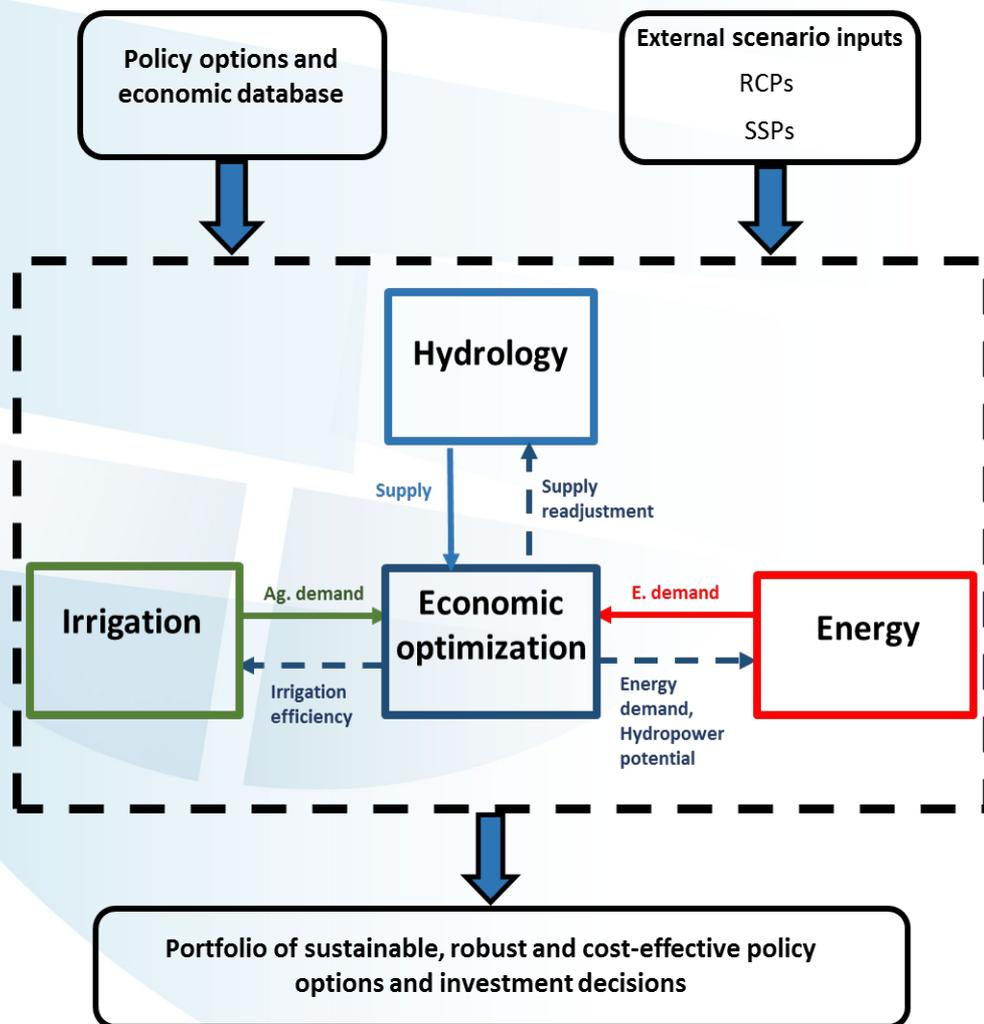 Policy options and
economic database
External scenario inputs
RCPs
SSPs
Hydrology
Supply
Supply
readjustment
Irrigation
Ag. demand
Irrigation
efficiency
Economic
optimization
E. demand
Energy
demand,
Hydropower
potential
Energy
Portfolio of sustainable, robust and cost-effective policy
options and investment decisions